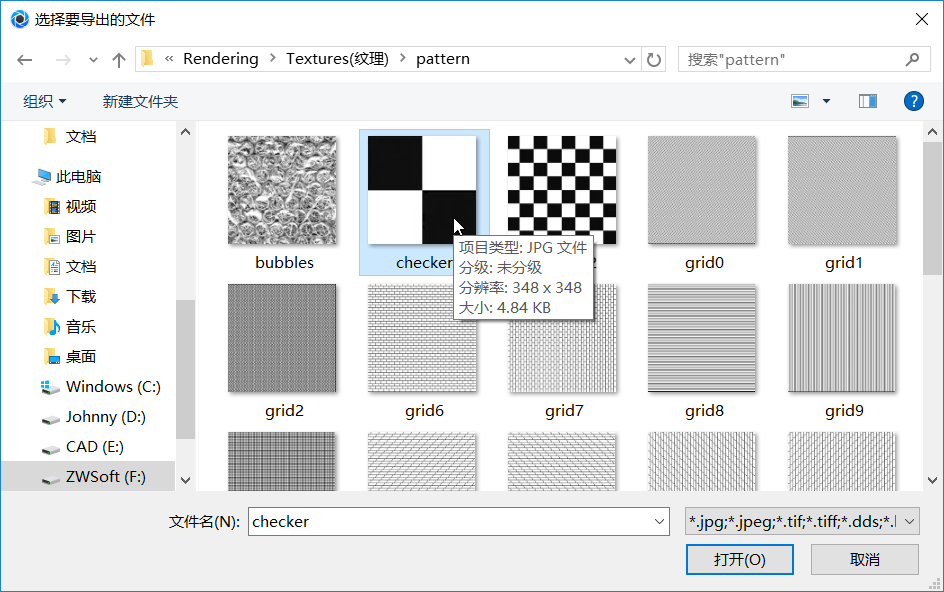 选择要导出的文件
« Rendering > Textures(纹理) > pattern
搜索"pattern"
组织
新建文件夹
?
文档
此电脑
视频
图片
文档
下载
音乐
桌面
Windows (C:)
Johnny (D:)
CAD (E:)
ZWSoft (F:)
bubbles
checker
2
grid0
grid1
项目类型: JPG 文件
分级: 未分级
分辨率: 348 x 348
大小: 4.84 KB
grid2
grid6
grid7
grid8
grid9
文件名(N):
checker
*.jpg;*.jpeg;*.tif;*.tiff;*.dds;*.
打开(O)
取消